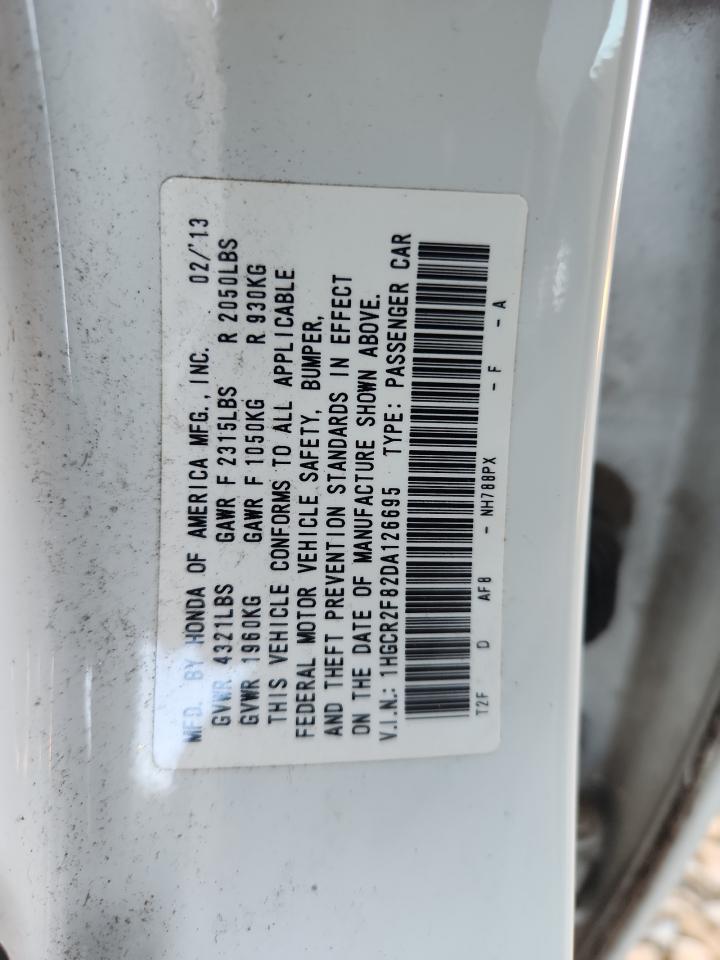 MFD. BY HONDA OF AMERICA MFG., INC. 02/'13
GVWR 4321LBS GAWR F 2315LBS R 2050LBS
GVWR 1960KG GAWR F 1050KG R 930KG
THIS VEHICLE CONFORMS TO ALL APPLICABLE
FEDERAL MOTOR VEHICLE SAFETY, BUMPER,
AND THEFT PREVENTION STANDARDS IN EFFECT
ON THE DATE OF MANUFACTURE SHOWN ABOVE.
V.I.N.: 1HGCR2F82DA126695 TYPE: PASSENGER CAR
T2F D AF8 - NH788PX - F - A